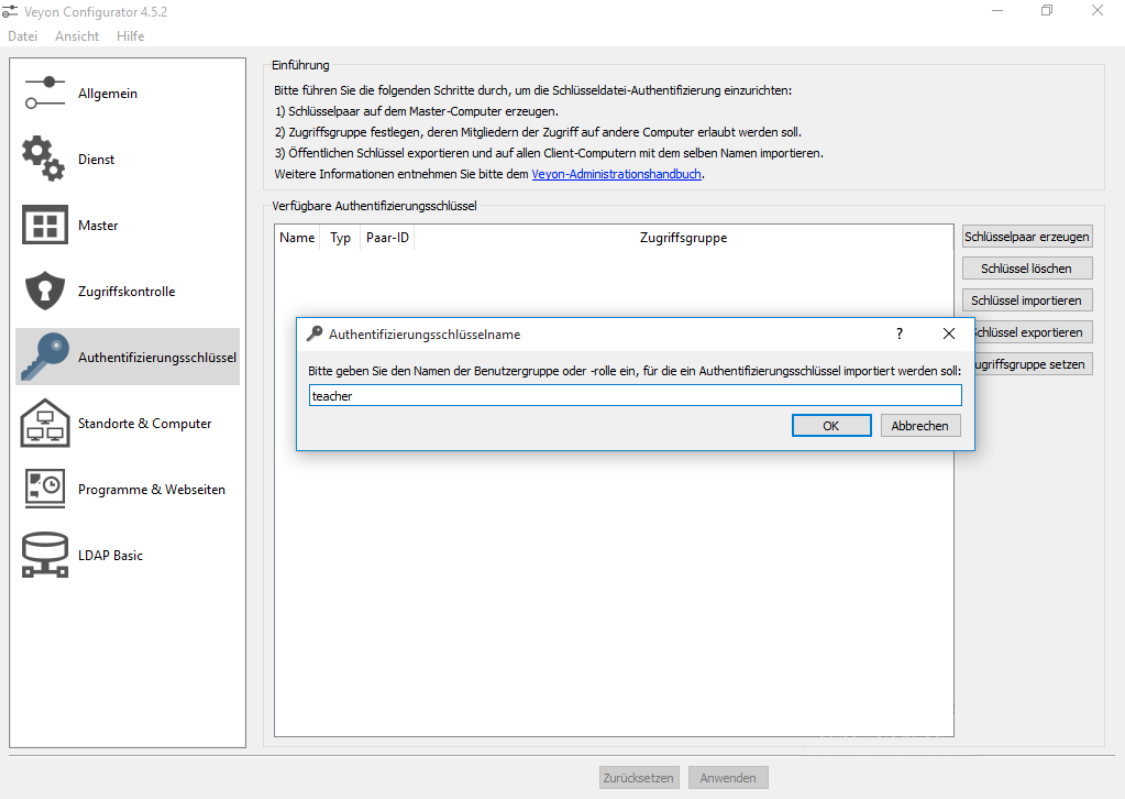 Veyon Configurator 4.5.2
Datei Ansicht Hilfe
Allgemein
Dienst
Master
Zugriffskontrolle
Authentifizierungsschlüssel
Standorte & Computer
Programme & Webseiten
LDAP Basic
Einführung
Bitte führen Sie die folgenden Schritte durch, um die Schlüsseldatei-Authentifizierung einzurichten:
1) Schlüsselpaar auf dem Master-Computer erzeugen.
2) Zugriffsgruppe festlegen, deren Mitgliedern der Zugriff auf andere Computer erlaubt werden soll.
3) Öffentlichen Schlüssel exportieren und auf allen Client-Computern mit dem selben Namen importieren.
Weitere Informationen entnehmen Sie bitte dem Veyon-Administrationshandbuch.
Verfügbare Authentifizierungsschlüssel
Name Typ Paar-ID Zugriffsgruppe
Schlüsselpaar erzeugen
Schlüssel löschen
Schlüssel importieren
chlüssel exportieren
ugriffsgruppe setzen
Authentifizierungsschlüsselname ?
Bitte geben Sie den Namen der Benutzergruppe oder -rolle ein, für die ein Authentifizierungsschlüssel importiert werden soll:
teacher
OK Abbrechen
Zurücksetzen Anwenden